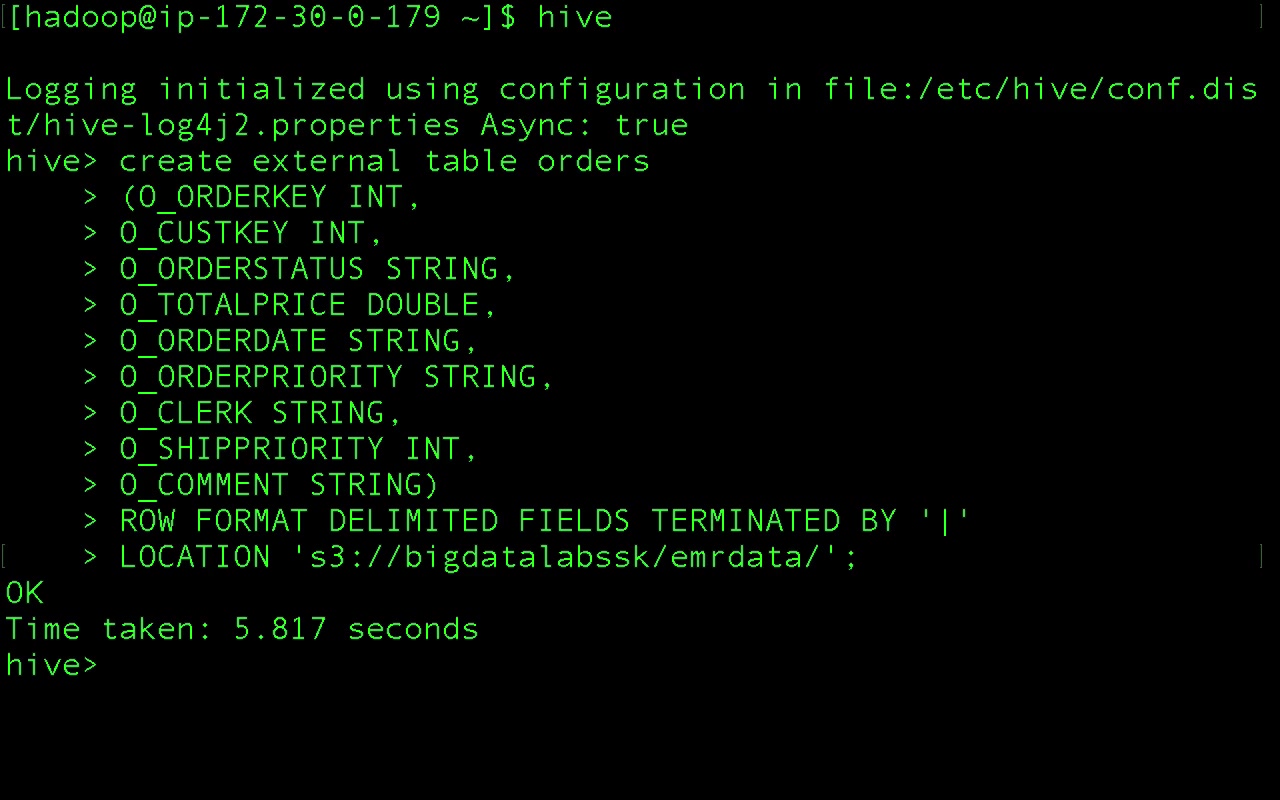 [[hadoop@ip-172-30-0-179 ~]$ hive ]
Logging initialized using configuration in file:/etc/hive/conf.dis
t/hive-log4j2.properties Async: true
hive> create external table orders
    > (O_ORDERKEY INT,
    > O_CUSTKEY INT,
    > O_ORDERSTATUS STRING,
    > O_TOTALPRICE DOUBLE,
    > O_ORDERDATE STRING,
    > O_ORDERPRIORITY STRING,
    > O_CLERK STRING,
    > O_SHIPPRIORITY INT,
    > O_COMMENT STRING)
    > ROW FORMAT DELIMITED FIELDS TERMINATED BY '|'
[    > LOCATION 's3://bigdatalabssk/emrdata/'; ]
OK
Time taken: 5.817 seconds
hive>